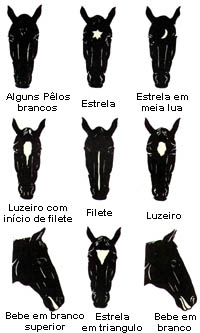 Alguns Pêlos
brancos
Estrela
Estrela em
meia lua
Luzeiro com
início de filete
Filete
Luzeiro
Bebe em branco
superior
Estrela
em triangulo
Bebe em
branco